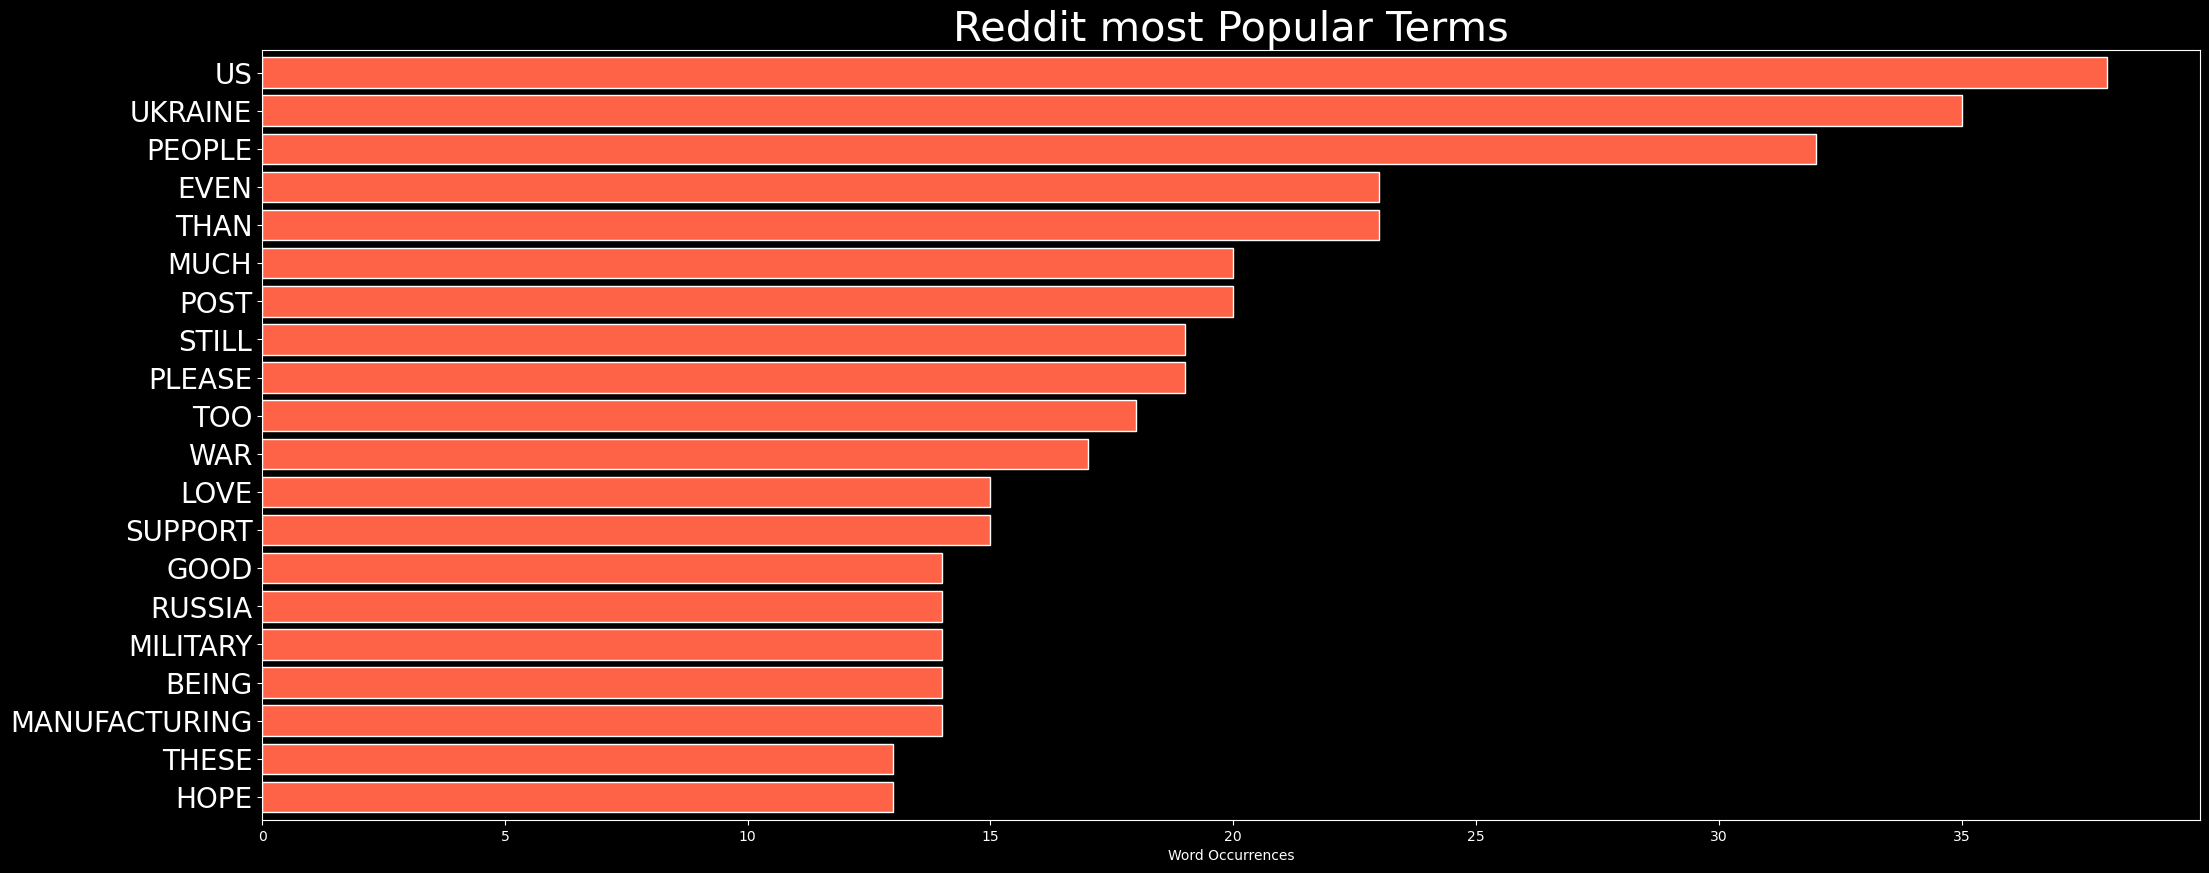 Reddit most Popular Terms
US
UKRAINE
PEOPLE
EVEN
THAN
MUCH
POST
STILL
PLEASE
TOO
WAR
LOVE
SUPPORT
GOOD
RUSSIA
MILITARY
BEING
MANUFACTURING
THESE
HOPE
0 5 10 15 20 25 30 35
Word Occurrences